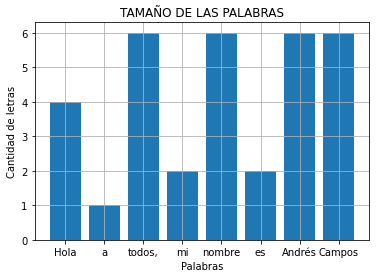 TAMAÑO DE LAS PALABRAS
Cantidad de letras
6
5
4
3
2
1
0
Hola a todos, mi nombre es Andrés Campos
Palabras